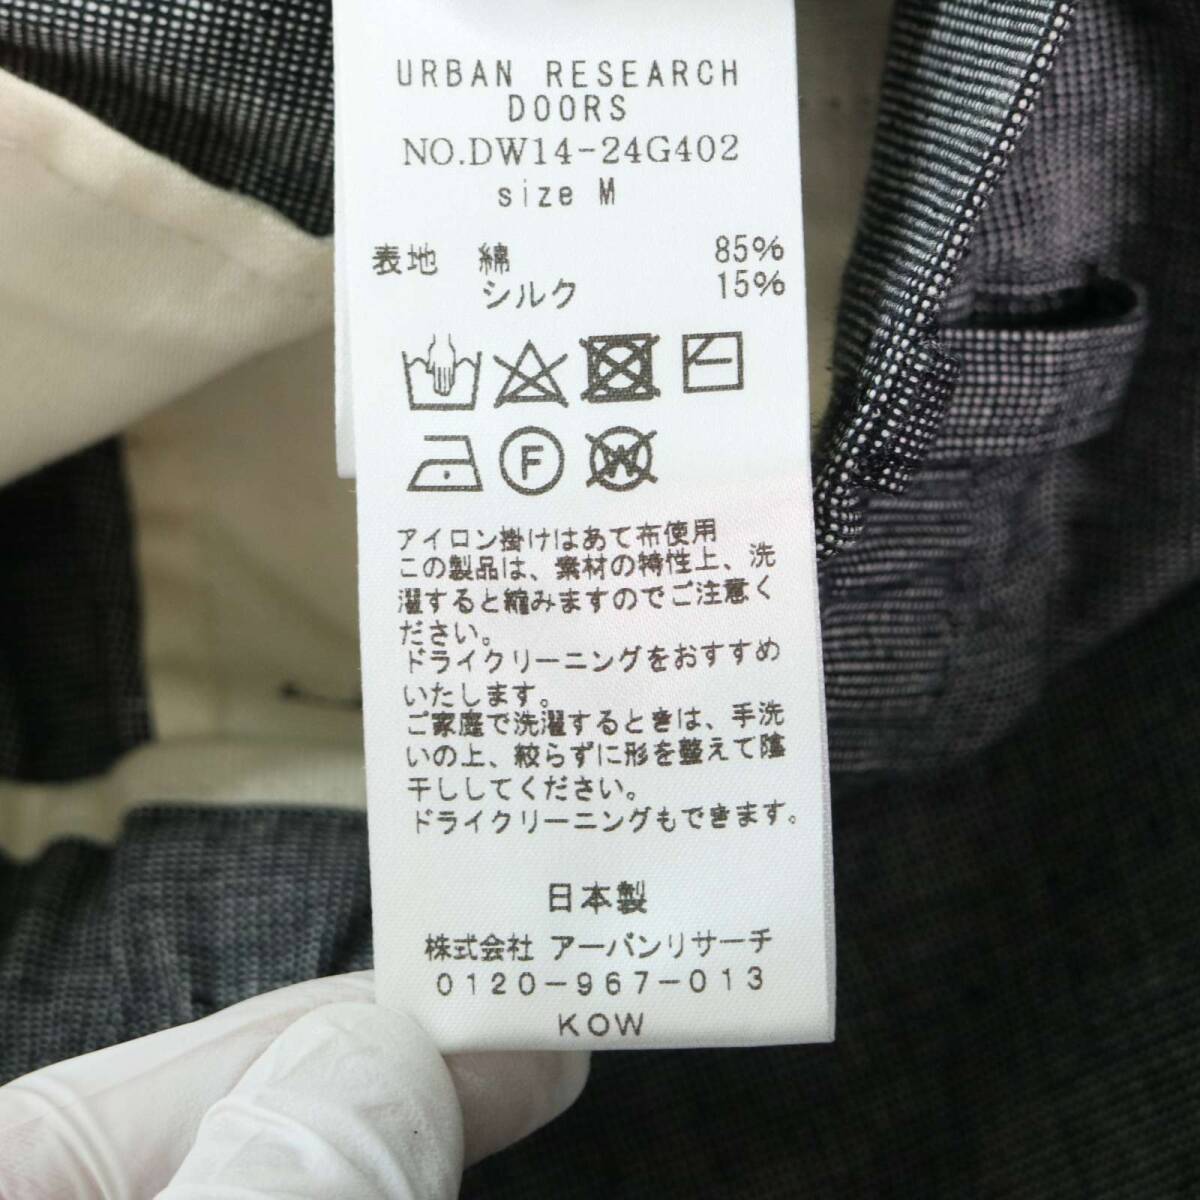 URBAN RESEARCH
DOORS
NO.DW14-24G402
size M
表地 綿 85%
シルク 15%
F
W
アイロン掛けはあて布使用
この製品は、素材の特性上、洗
濯すると縮みますのでご注意く
ださい。
ドライクリーニングをおすすめ
いたします。
ご家庭で洗濯するときは、手洗
いの上、絞らずに形を整えて陰
干ししてください。
ドライクリーニングもできます。
日本製
株式会社 アーバンリサーチ
0120-967-013
KOW